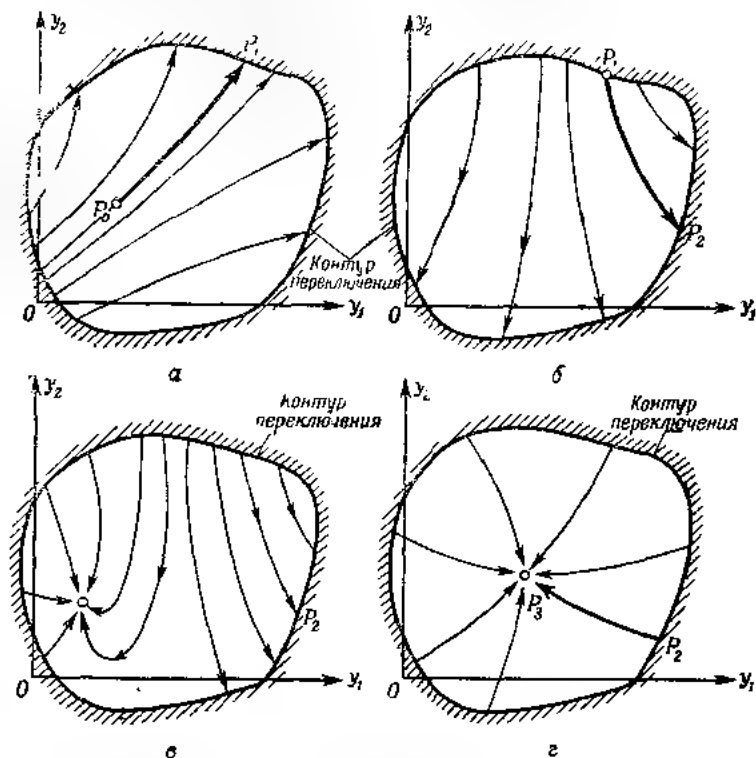 y₂
P₁
P₀
Контур
переключения
0
y₁
а
y₂
P₁
P₂
0
y₁
б
y₂
Контур
переключения
P₂
0
y₁
в
y₂
Контур
переключения
P₃
P₂
0
y₁
г